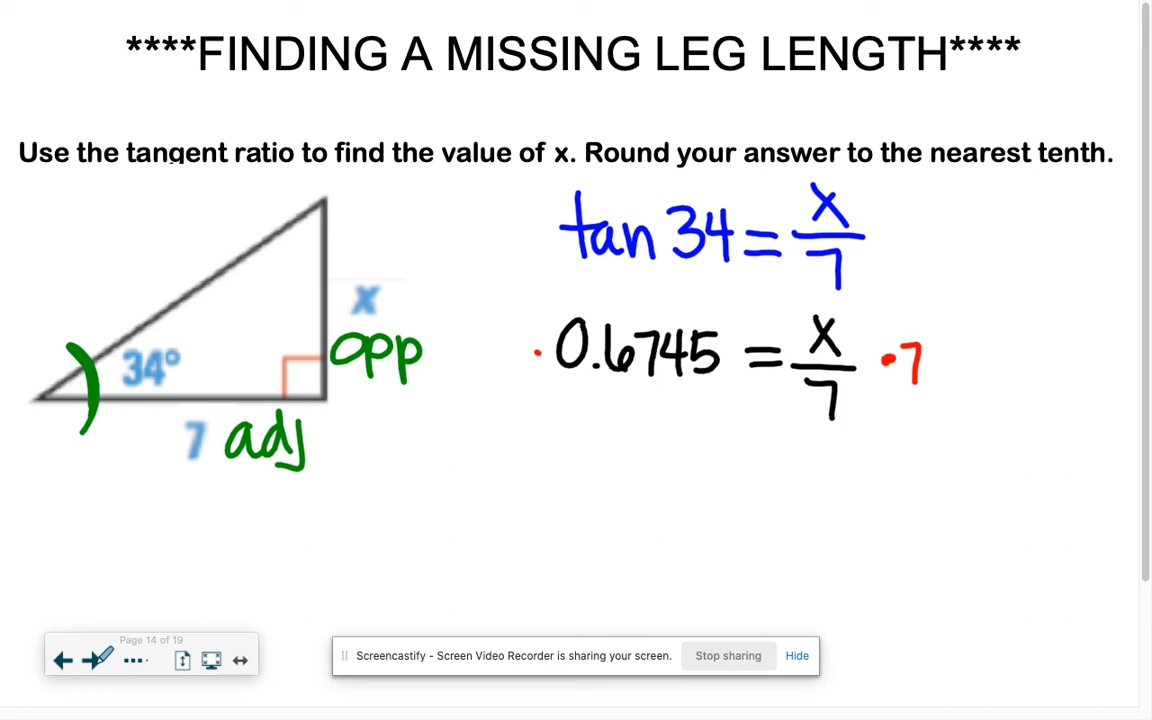 ****FINDING A MISSING LEG LENGTH****
Use the tangent ratio to find the value of x. Round your answer to the nearest tenth.
tan 34 = x/7
x
opp
34°
7 adj
· 0.6745 = x/7 · 7
Page 14 of 19
Screencastify - Screen Video Recorder is sharing your screen.
Stop sharing
Hide